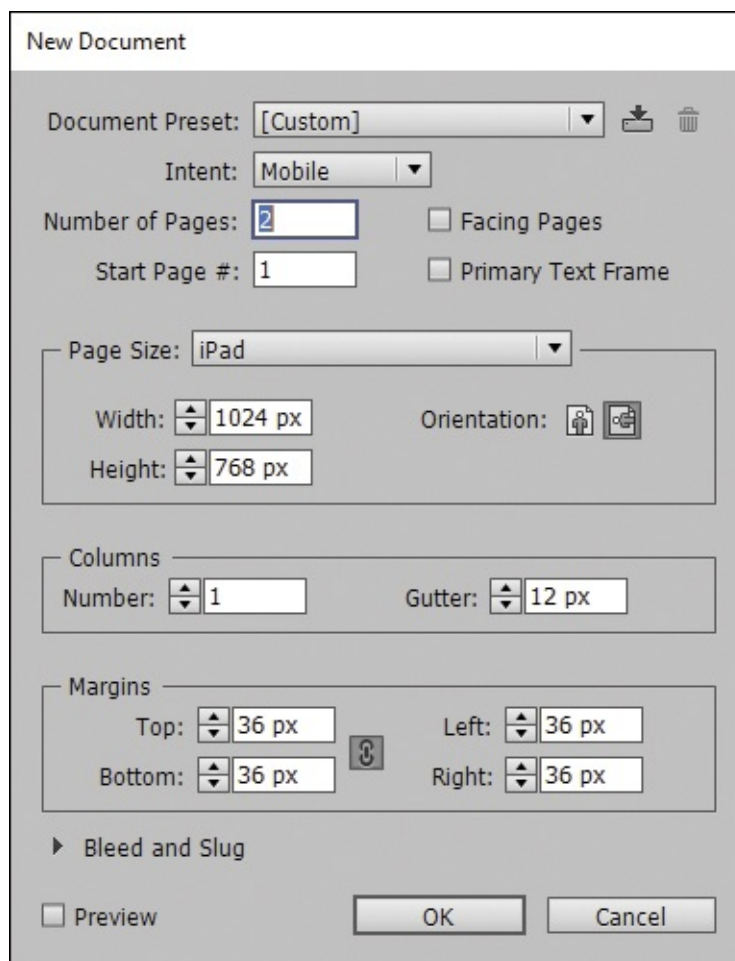 New Document
Document Preset: [Custom]
Intent: Mobile
Number of Pages: 2 Facing Pages
Start Page #: 1 Primary Text Frame
Page Size: iPad
Width: 1024 px Orientation:
Height: 768 px
Columns
Number: 1 Gutter: 12 px
Margins
Top: 36 px Left: 36 px
Bottom: 36 px Right: 36 px
Bleed and Slug
Preview OK Cancel